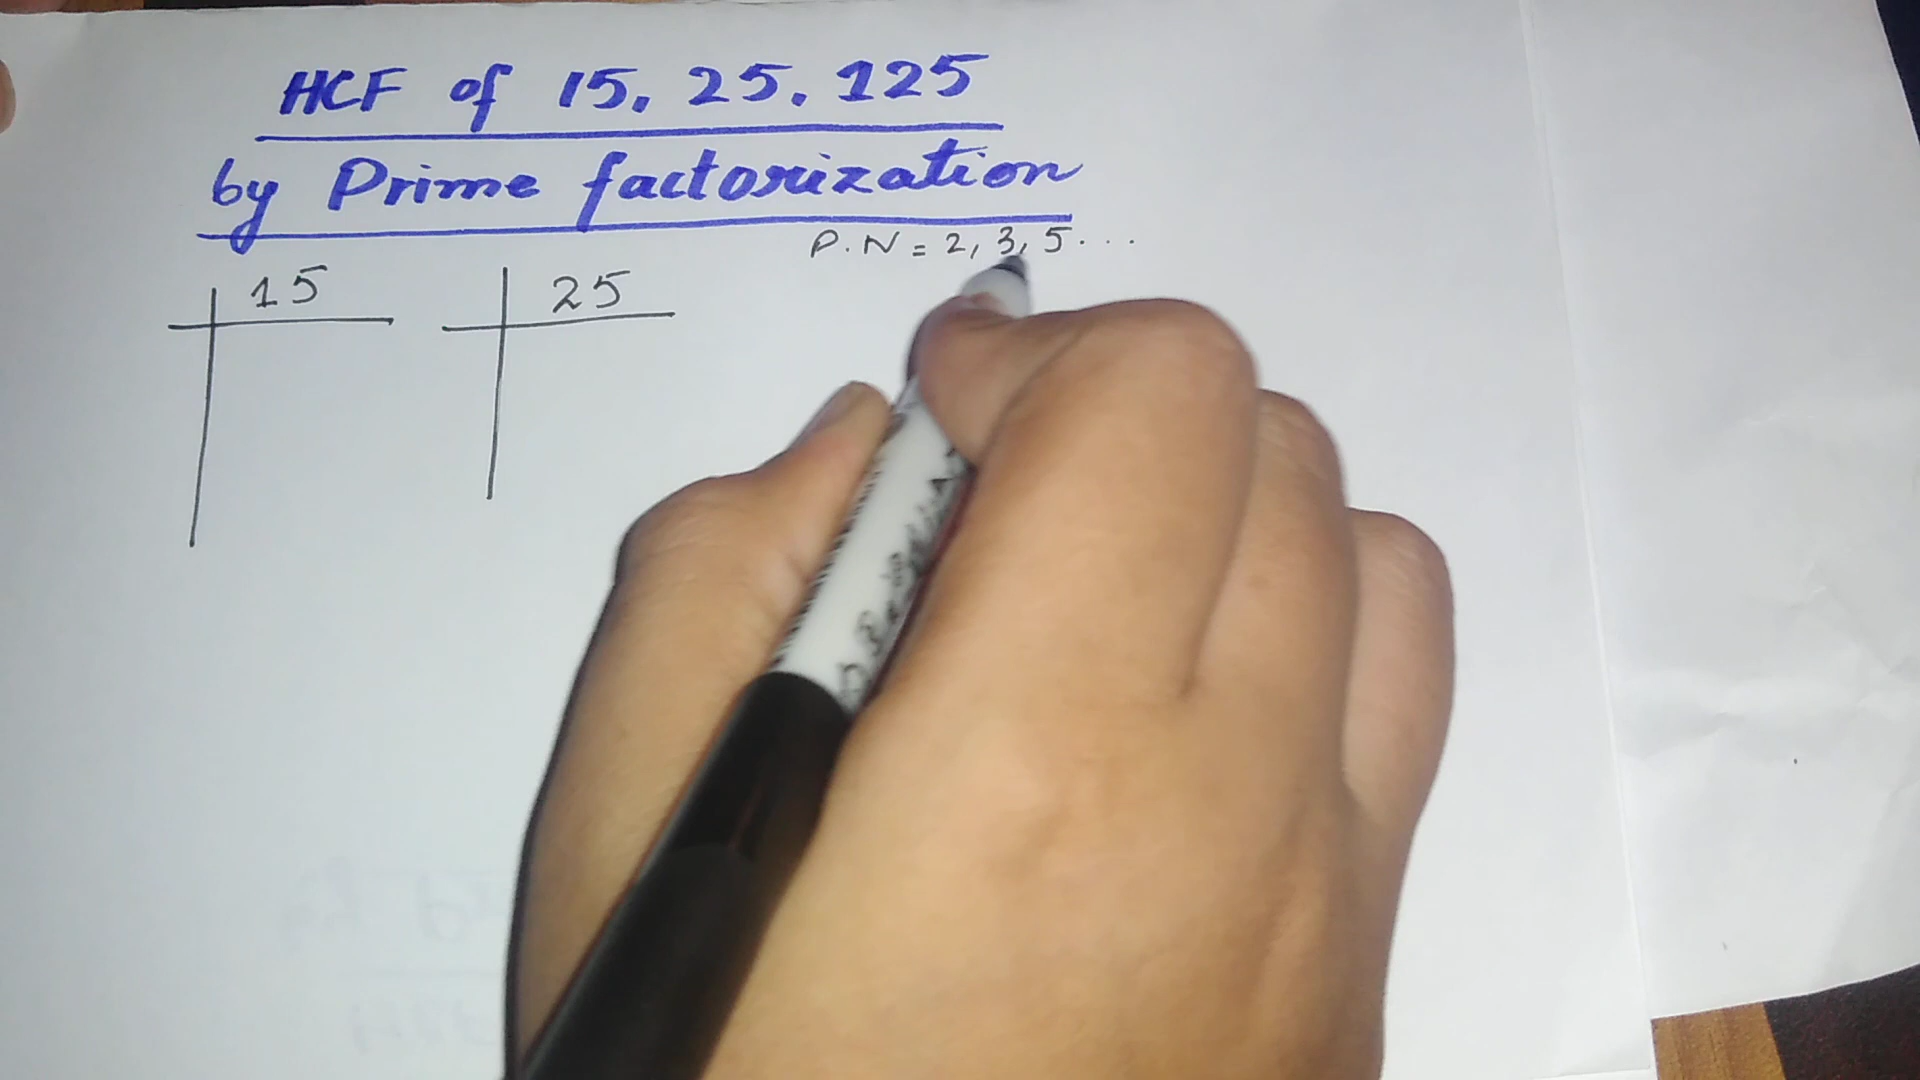 HCF of 15, 25, 125
by Prime factorization
P.N = 2, 3, 5...
15
25